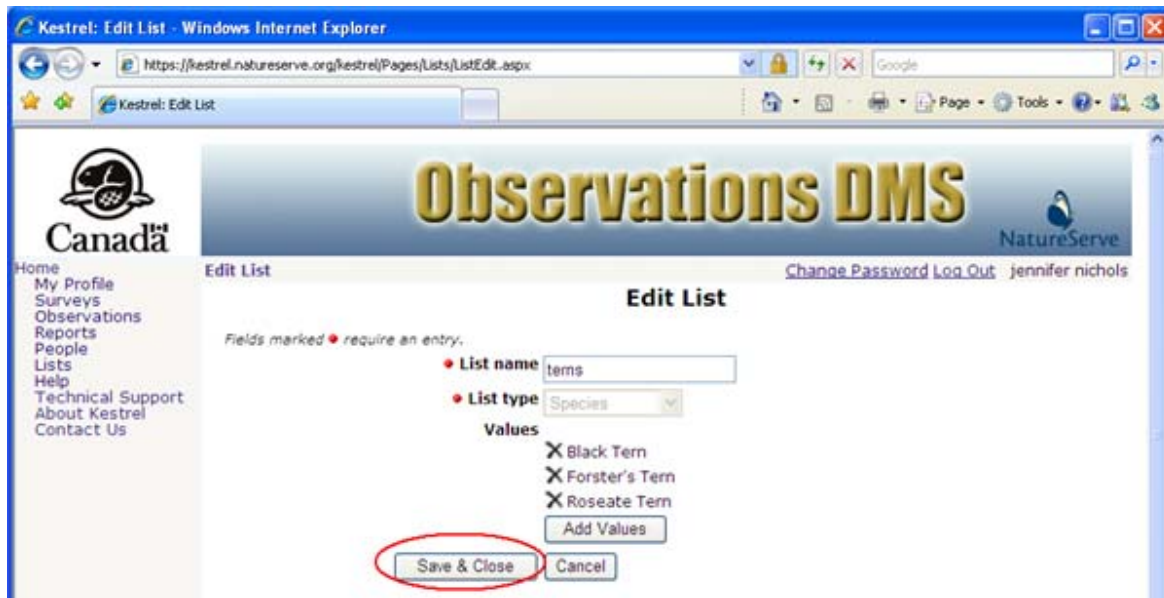 Kestrel: Edit List - Windows Internet Explorer
https://kestrel.natureserve.org/kestrel/Pages/Lists/ListEdit.aspx
Google
Kestrel: Edit List
Page
Tools
Canada
Observations DMS
NatureServe
Home
My Profile
Surveys
Observations
Reports
People
Lists
Help
Technical Support
About Kestrel
Contact Us
Edit List
Change Password Log Out jennifer nichols
Edit List
Fields marked require an entry.
List name terns
List type Species
Values
Black Tern
Forster's Tern
Roseate Tern
Add Values
Save & Close Cancel